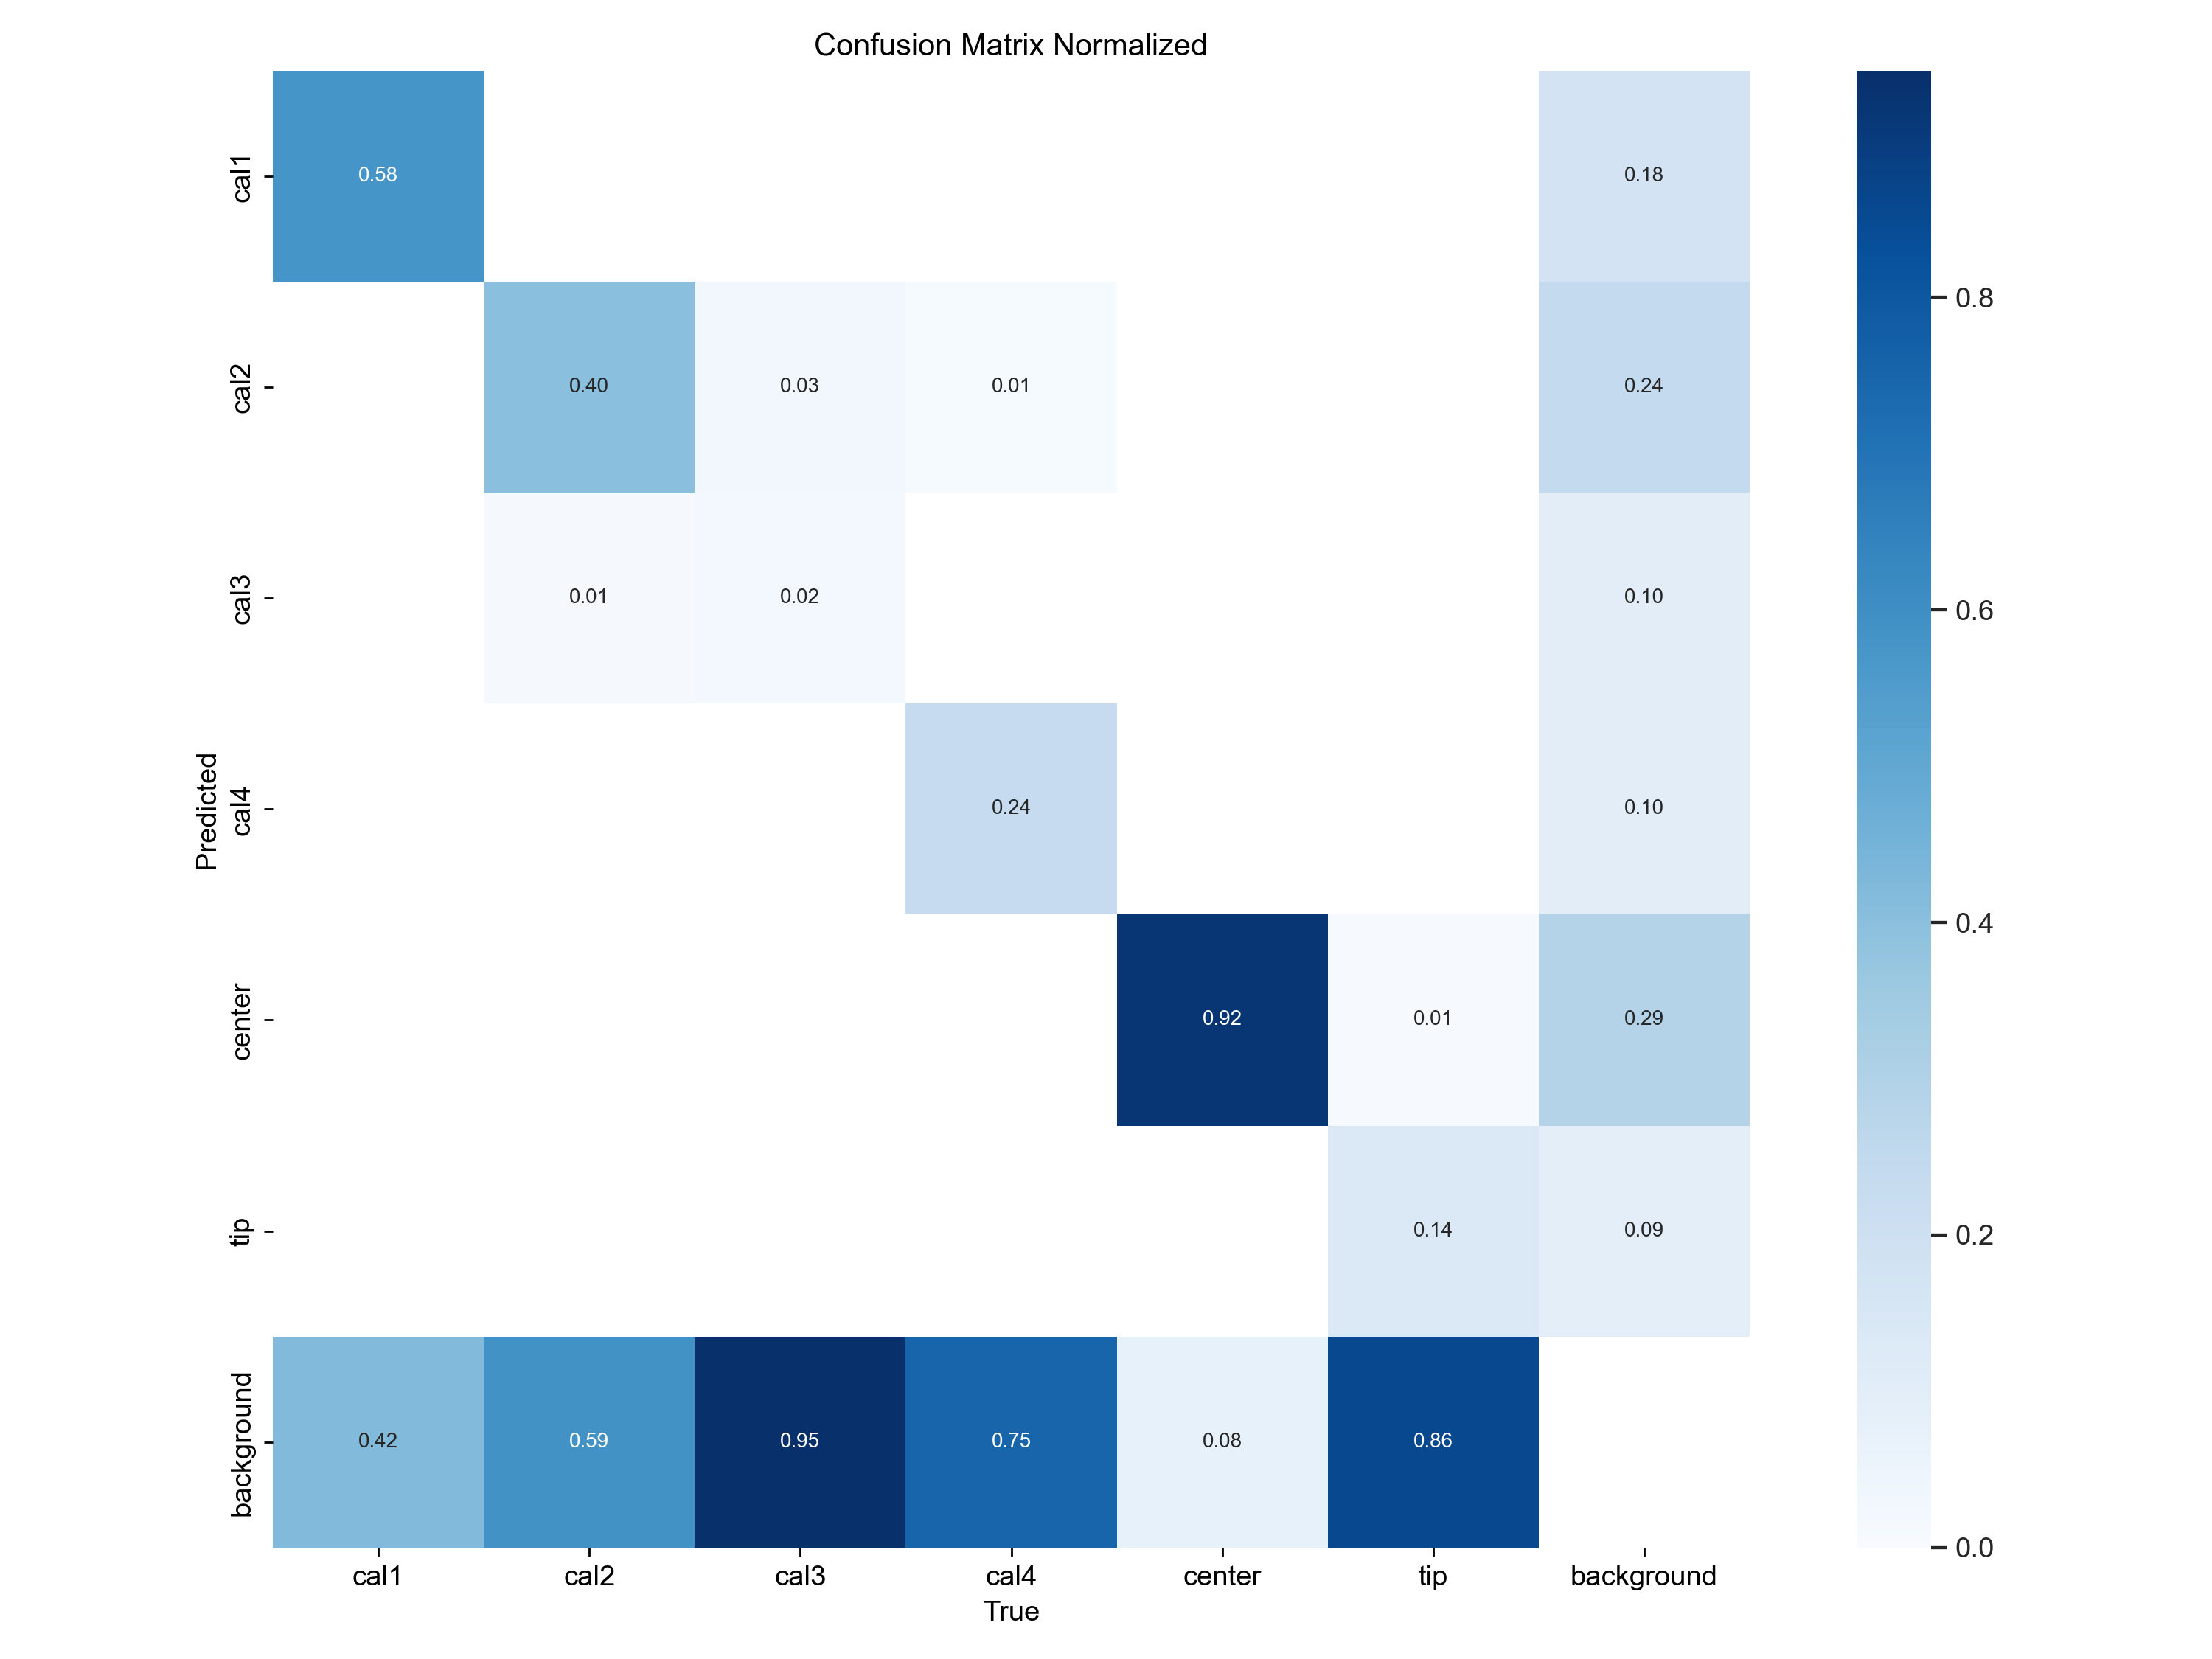 Confusion Matrix Normalized
cal1
0.58
0.18
cal2
0.40
0.03
0.01
0.24
cal3
0.01
0.02
0.10
cal4
0.24
0.10
center
0.92
0.01
0.29
tip
0.14
0.09
background
0.42
0.59
0.95
0.75
0.08
0.86
Predicted
cal1
cal2
cal3
cal4
center
tip
background
True
0.8
0.6
0.4
0.2
0.0